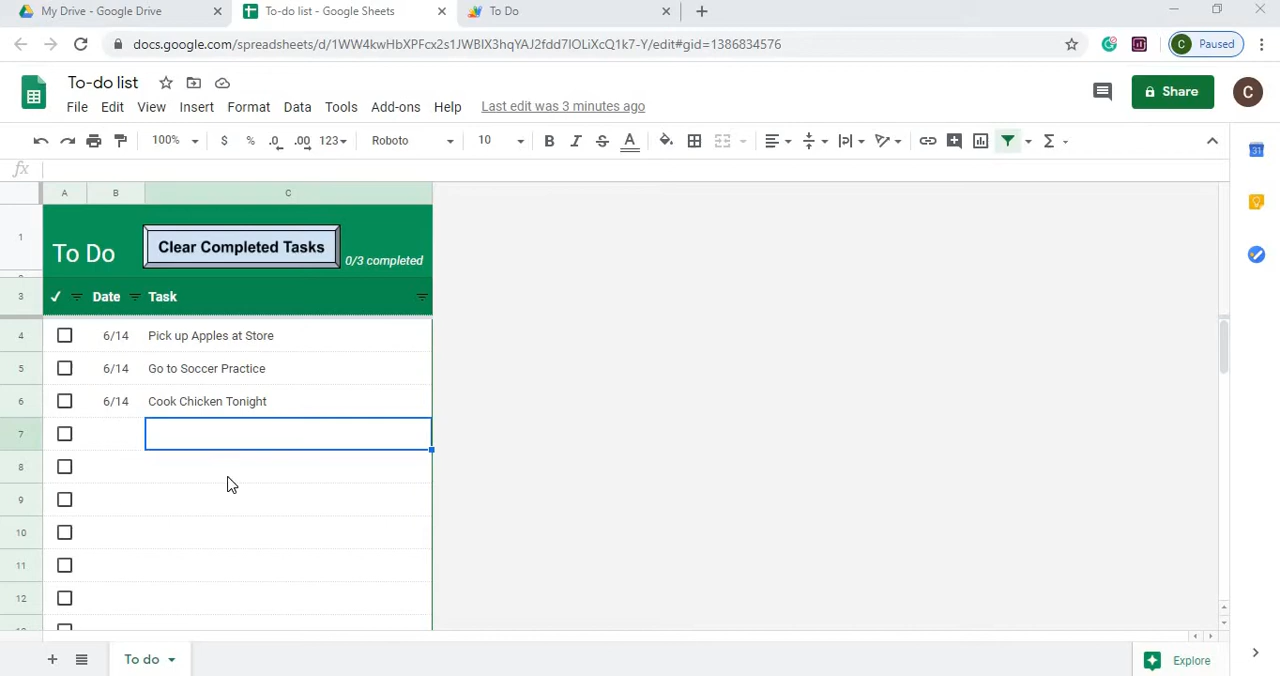 My Drive - Google Drive
To-do list - Google Sheets
To Do
docs.google.com/spreadsheets/d/1WW4kwHbXPFcx2s1JWBIX3hqYAJ2fdd7IOLiXcQ1k7-Y/edit#gid=1386834576
C Paused
To-do list
File Edit View Insert Format Data Tools Add-ons Help Last edit was 3 minutes ago
Share
C
100% $ % .0 .00 123 Roboto 10 B I S A Σ
31
fx
A B C
1 To Do Clear Completed Tasks 0/3 completed
3 ✓ Date Task
4 6/14 Pick up Apples at Store
5 6/14 Go to Soccer Practice
6 6/14 Cook Chicken Tonight
7
8
9
10
11
12
+ To do
Explore